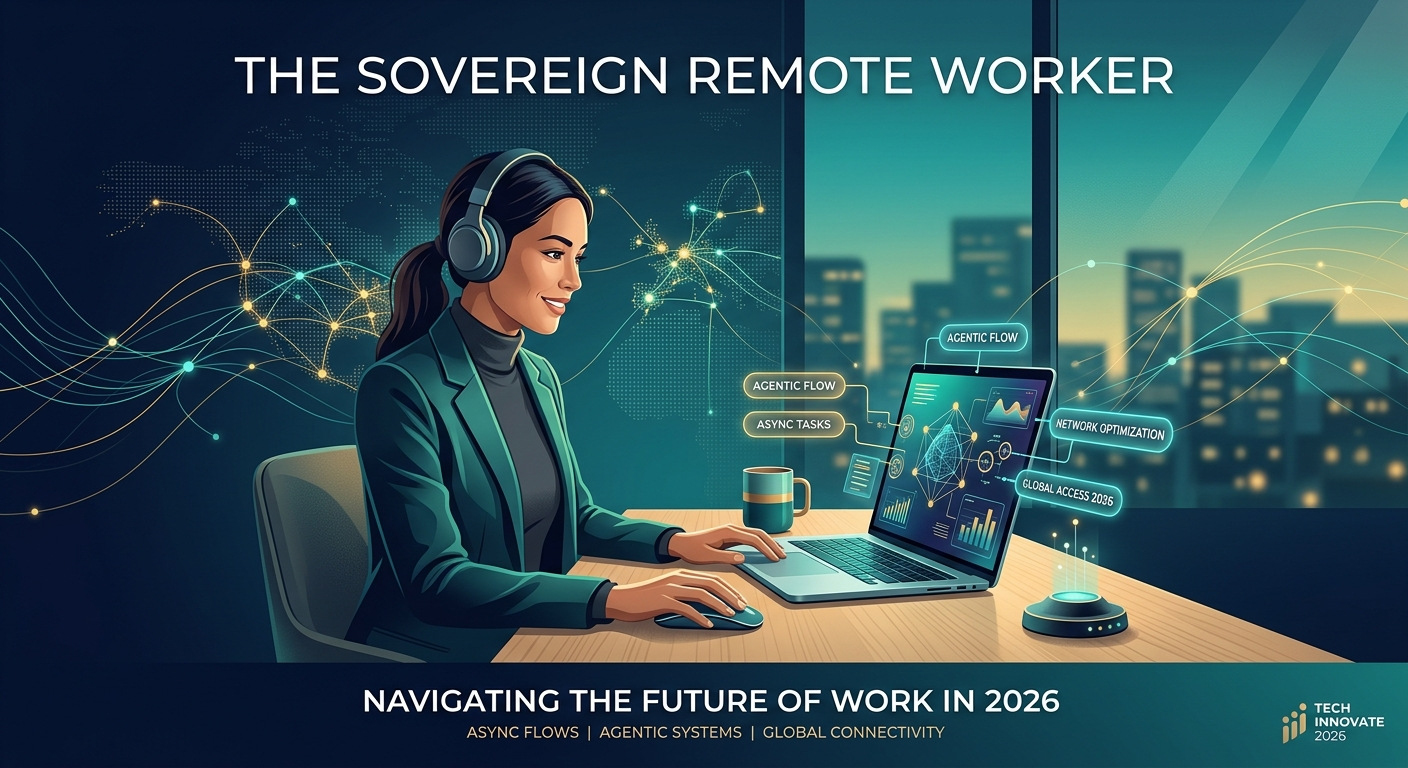 THE SOVEREIGN REMOTE WORKER
AGENTIC FLOW
AGENTIC FLOW
ASYNC TASKS
NETWORK OPTIMIZATION
GLOBAL ACCESS 2036
NAVIGATING THE FUTURE OF WORK IN 2026
ASYNC FLOWS | AGENTIC SYSTEMS | GLOBAL CONNECTIVITY
TECH
INNOVATE
2026